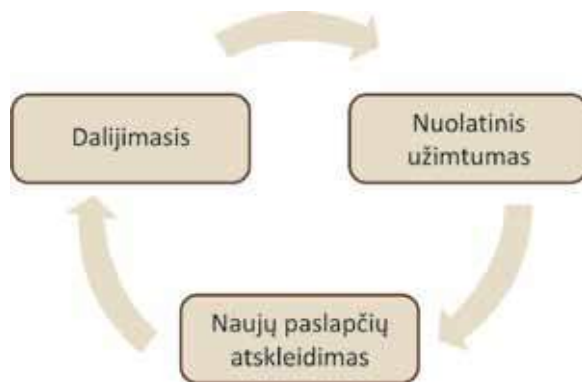 Dalijimasis
Nuolatinis
užimtumas
Naujų paslapčių
atskleidimas